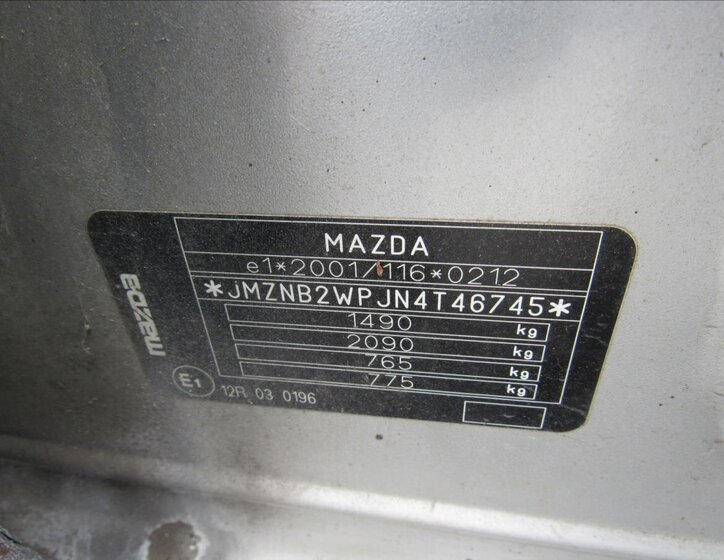 MAZDA
e1*2001/116*0212
*JMZNB2WPJN4T46745*
1490 kg
2090 kg
765 kg
775 kg
mazda
E1 12R 03 0196